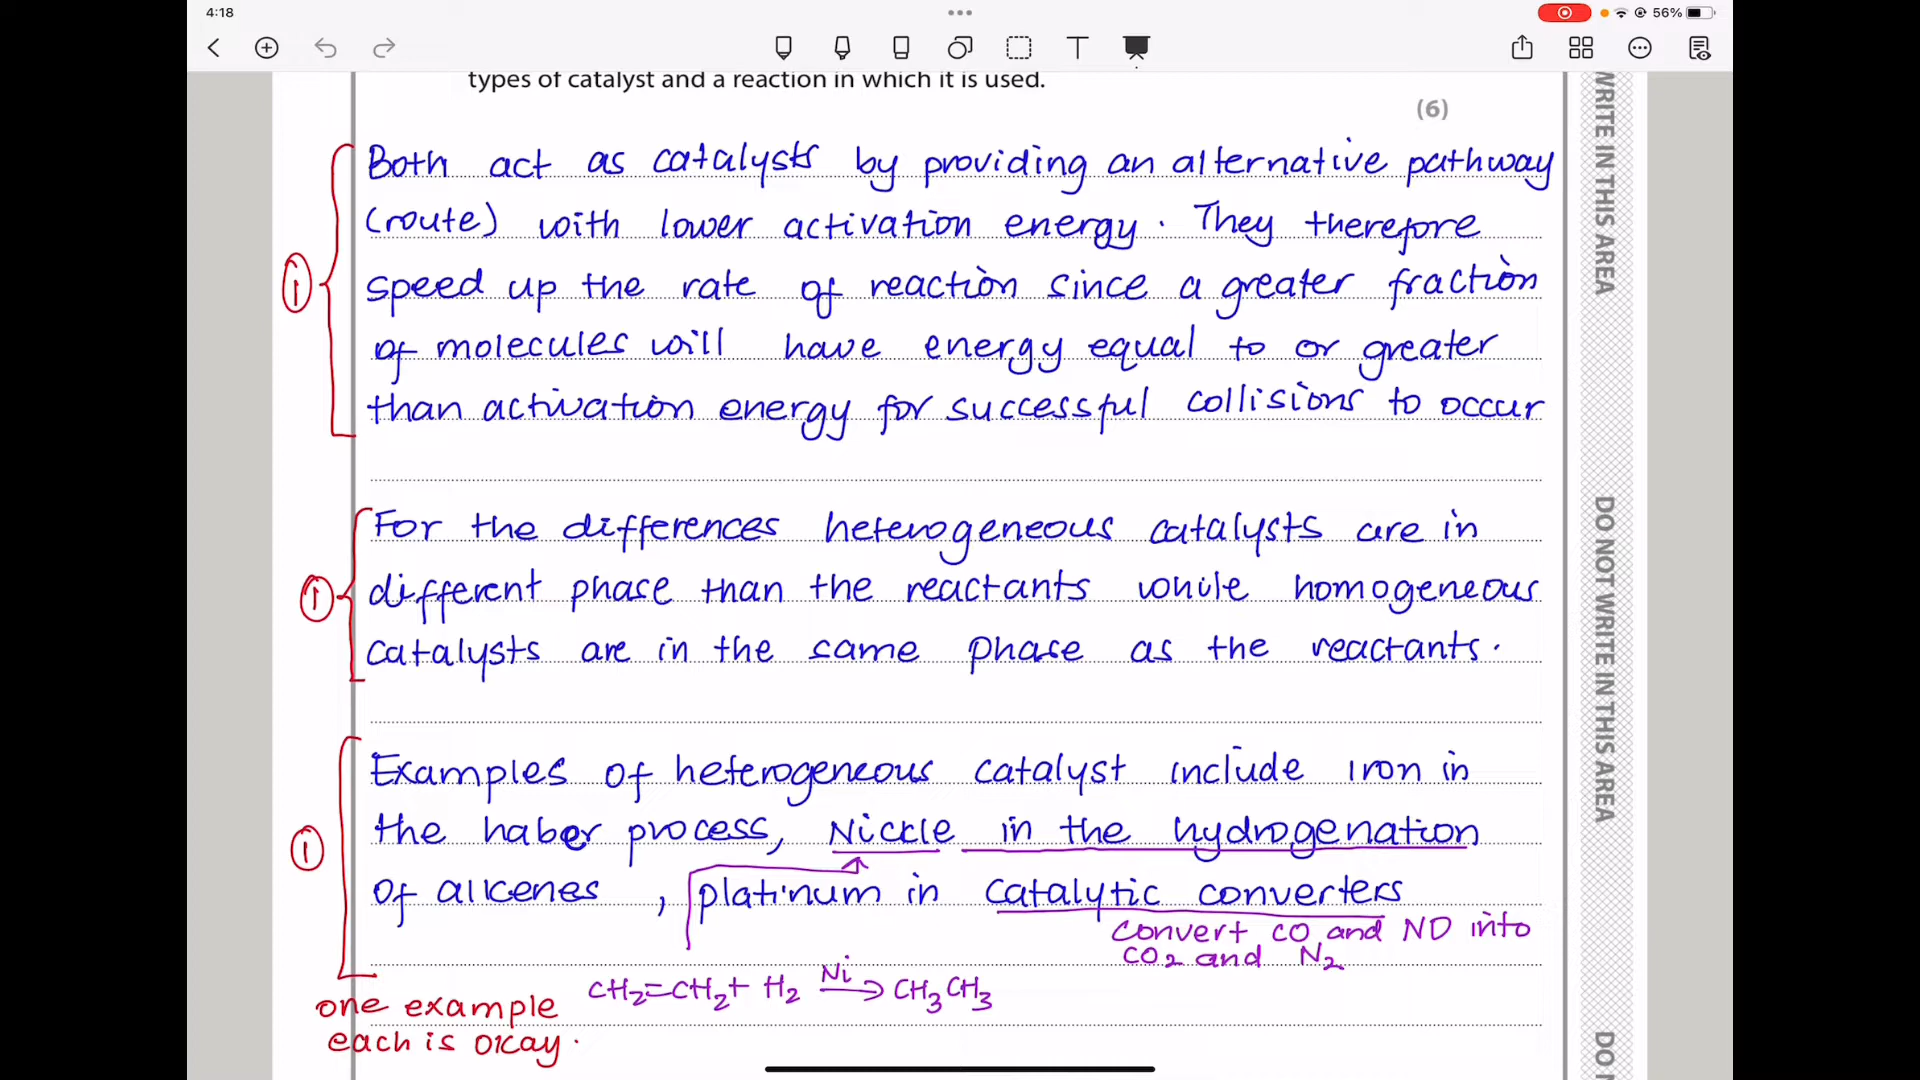 4:18
56%
types of catalyst and a reaction in which it is used.
(6)
Both act as catalysts by providing an alternative pathway
(route) with lower activation energy. They therefore
speed up the rate of reaction since a greater fraction
of molecules will have energy equal to or greater
than activation energy for successful collisions to occur
1
For the differences heterogeneous catalysts are in
different phase than the reactants while homogeneous
catalysts are in the same phase as the reactants.
1
Examples of heterogeneous catalyst include iron in
the haber process, Nickle in the hydrogenation
of alkenes , platinum in catalytic converters
1
convert CO and NO into
CO2 and N2
CH2=CH2 + H2 Ni → CH3CH3
one example
each is okay.
WRITE IN THIS AREA
DO NOT WRITE IN THIS AREA
DO